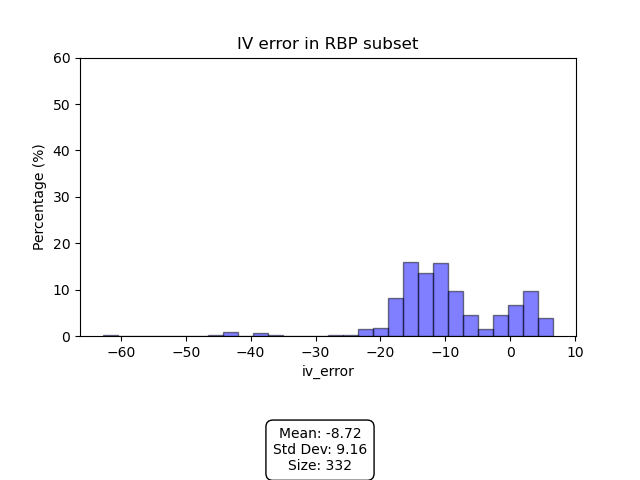 IV error in RBP subset
60
50
40
30
20
10
0
Percentage (%)
−60
−50
−40
−30
−20
−10
0
10
iv_error
Mean: -8.72
Std Dev: 9.16
Size: 332